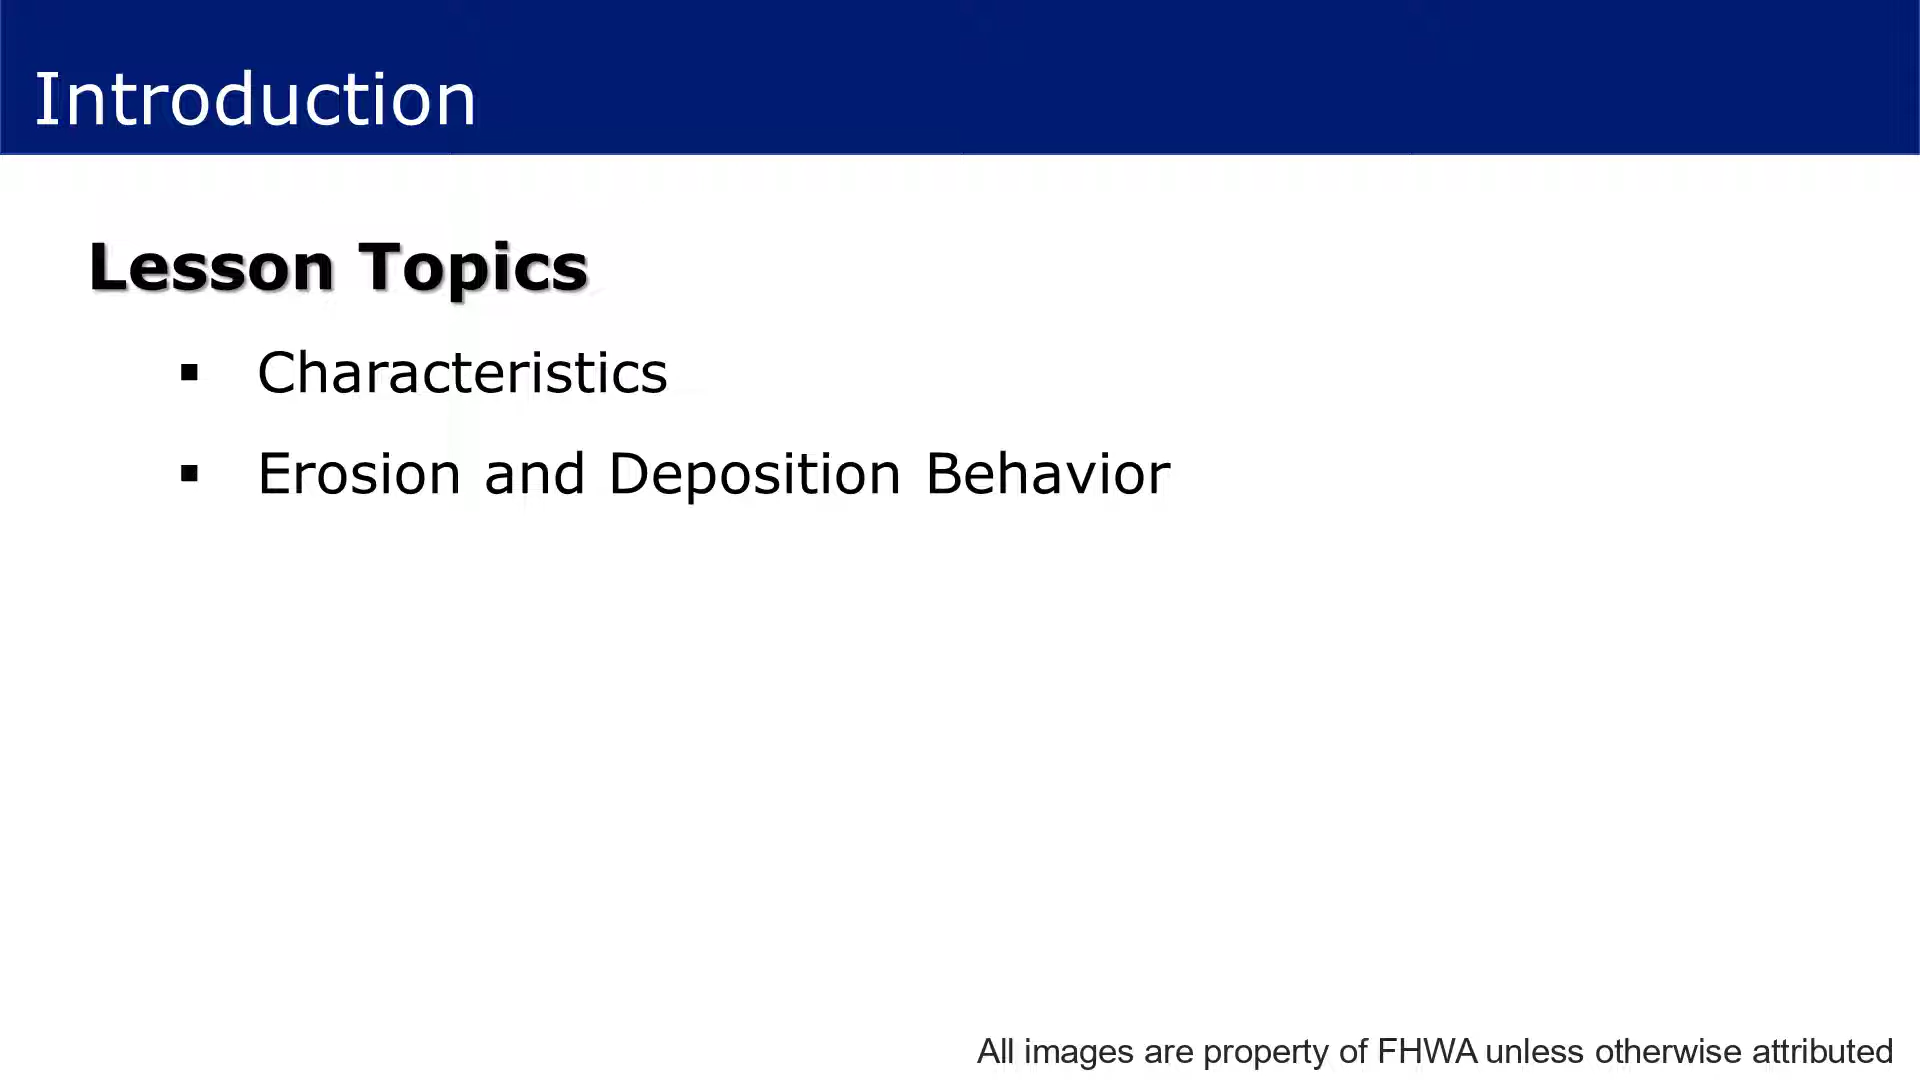 Introduction
Lesson Topics
▪ Characteristics
▪ Erosion and Deposition Behavior
All images are property of FHWA unless otherwise attributed